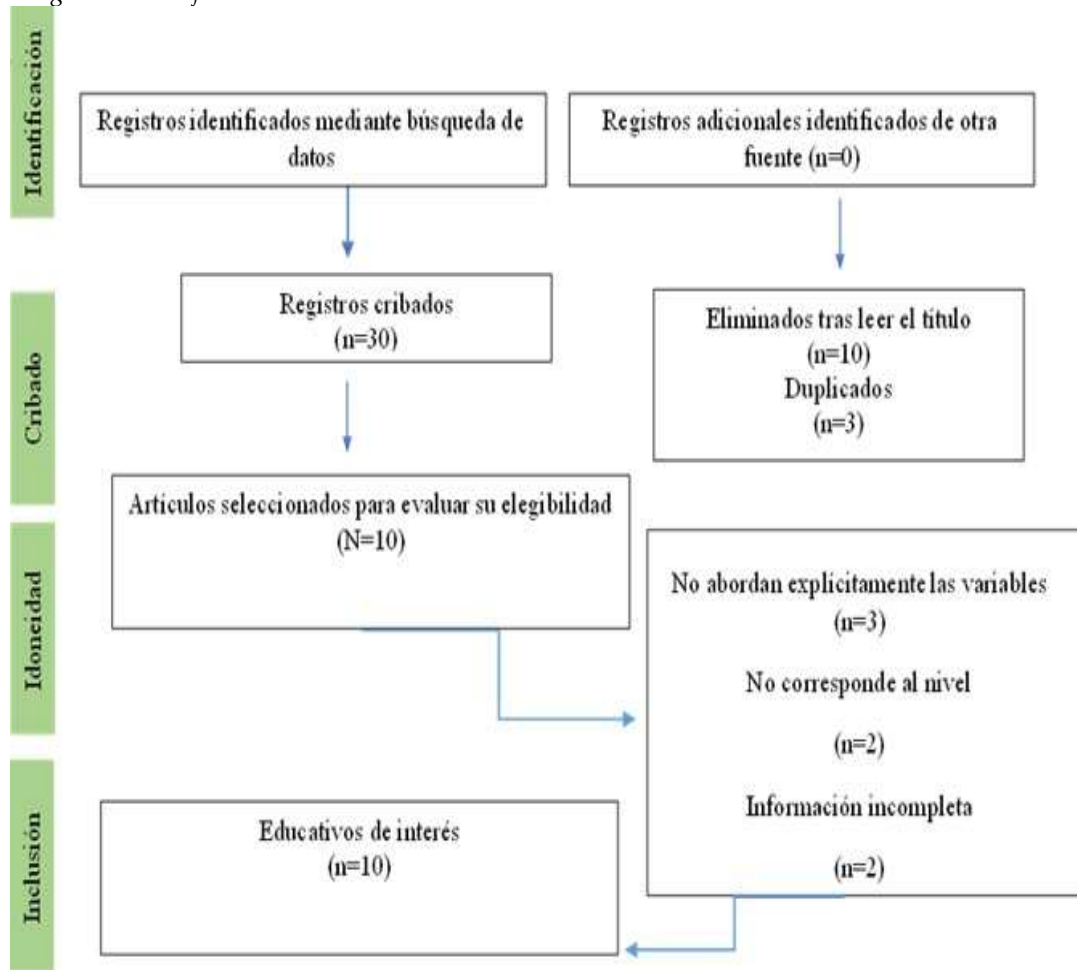 Identificación
Registros identificados mediante búsqueda de
datos
Registros adicionales identificados de otra
fuente (n=0)
Cribado
Registros cribados
(n=30)
Eliminados tras leer el título
(n=10)
Duplicados
(n=3)
Idoneidad
Artículos seleccionados para evaluar su elegibilidad
(N=10)
No abordan explicitamente las variables
(n=3)
No corresponde al nivel
(n=2)
Información incompleta
(n=2)
Inclusión
Educativos de interés
(n=10)